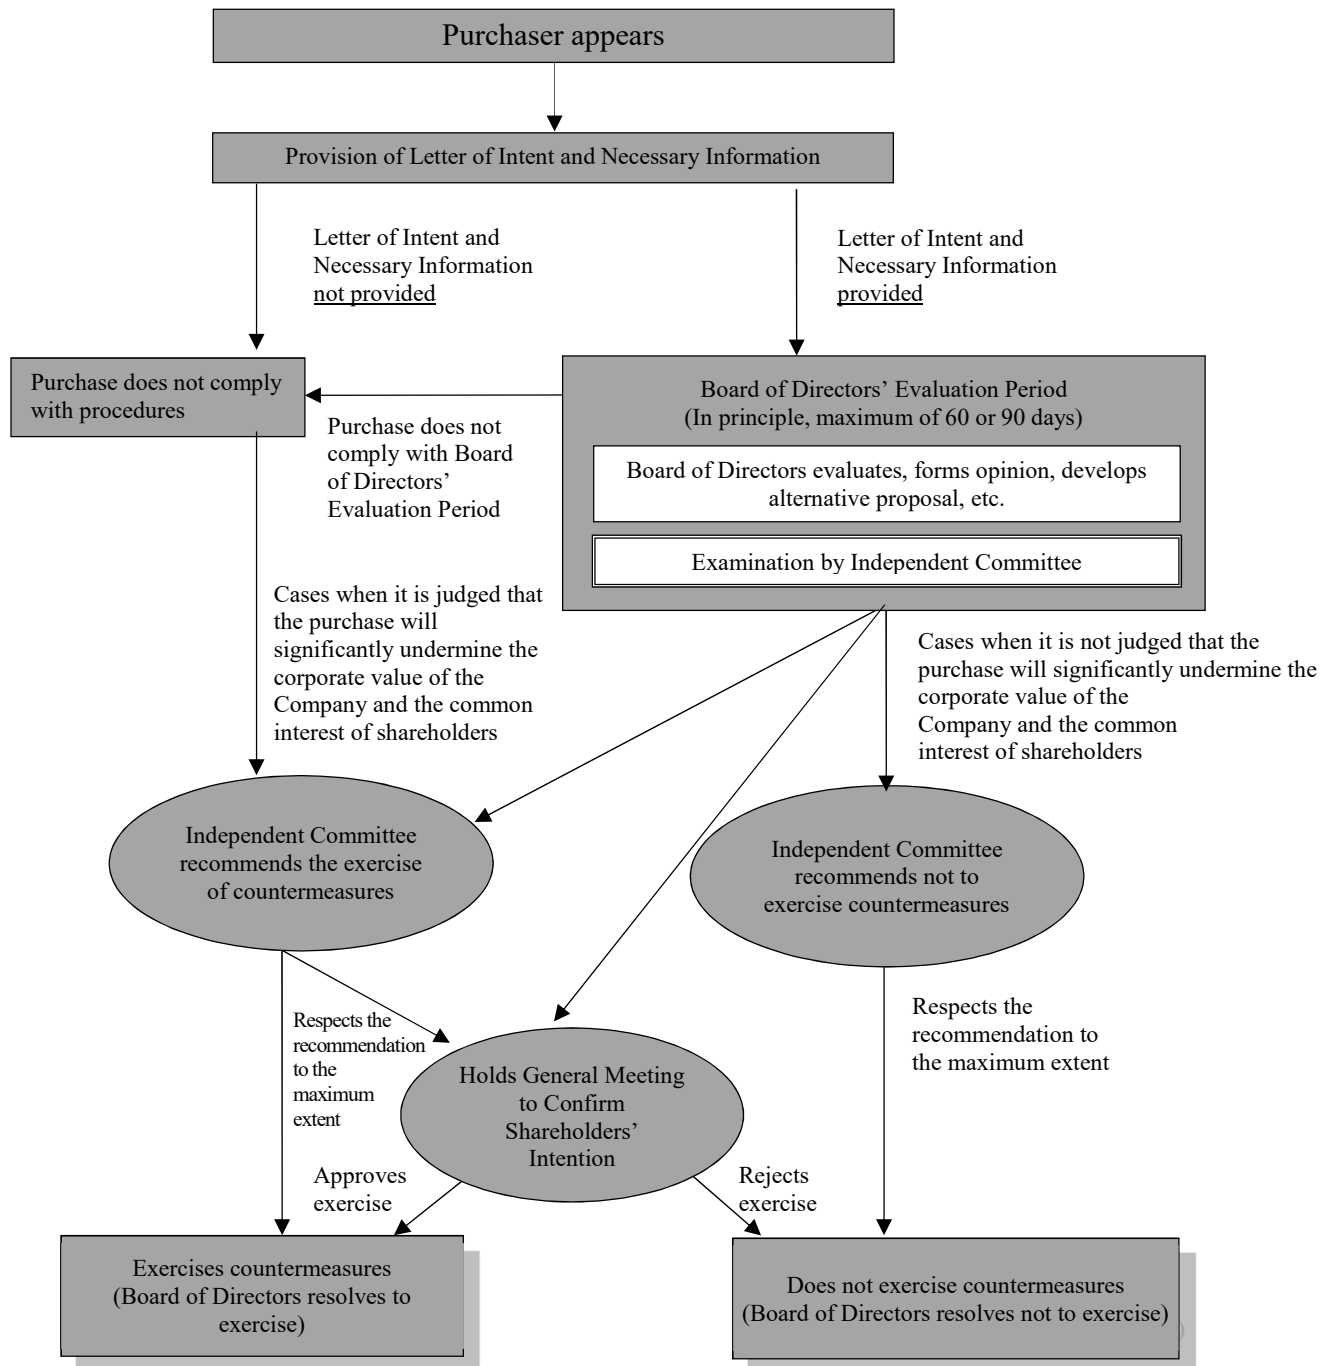 Purchaser appears
Provision of Letter of Intent and Necessary Information
Letter of Intent and
Necessary Information
not provided
Letter of Intent and
Necessary Information
provided
Purchase does not comply
with procedures
Purchase does not
comply with Board
of Directors’
Evaluation Period
Board of Directors’ Evaluation Period
(In principle, maximum of 60 or 90 days)
Board of Directors evaluates, forms opinion, develops
alternative proposal, etc.
Examination by Independent Committee
Cases when it is judged that
the purchase will
significantly undermine the
corporate value of the
Company and the common
interest of shareholders
Cases when it is not judged that the
purchase will significantly undermine the
corporate value of the
Company and the common
interest of shareholders
Independent Committee
recommends the exercise
of countermeasures
Independent Committee
recommends not to
exercise countermeasures
Respects the
recommendation
to the
maximum
extent
Holds General Meeting
to Confirm
Shareholders’
Intention
Respects the
recommendation to
the maximum extent
Approves
exercise
Rejects
exercise
Exercises countermeasures
(Board of Directors resolves to
exercise)
Does not exercise countermeasures
(Board of Directors resolves not to exercise)